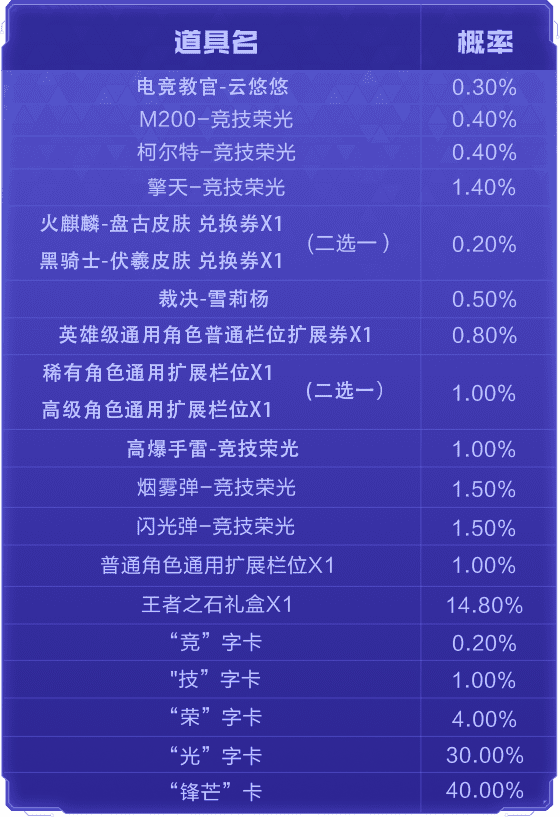 道具名 概率
电竞教官-云悠悠 0.30%
M200-竞技荣光 0.40%
柯尔特-竞技荣光 0.40%
擎天-竞技荣光 1.40%
火麒麟-盘古皮肤 兑换券X1
(二选一) 0.20%
黑骑士-伏羲皮肤 兑换券X1
裁决-雪莉杨 0.50%
英雄级通用角色普通栏位扩展券X1 0.80%
稀有角色通用扩展栏位X1
(二选一) 1.00%
高级角色通用扩展栏位X1
高爆手雷-竞技荣光 1.00%
烟雾弹-竞技荣光 1.50%
闪光弹-竞技荣光 1.50%
普通角色通用扩展栏位X1 1.00%
王者之石礼盒X1 14.80%
“竞”字卡 0.20%
"技”字卡 1.00%
“荣”字卡 4.00%
“光”字卡 30.00%
“锋芒”卡 40.00%